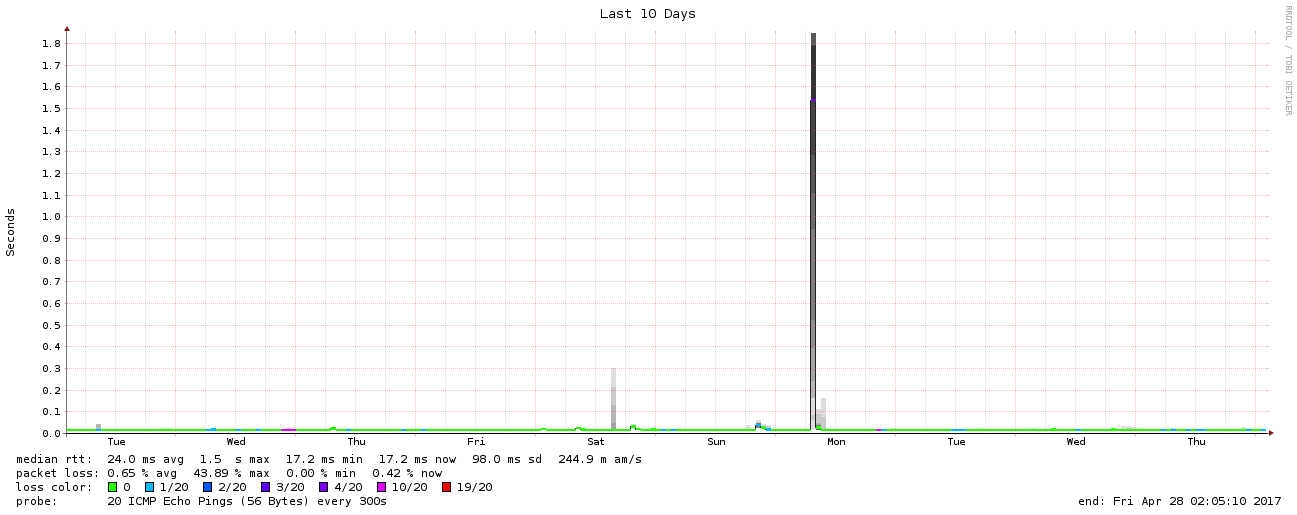 Last 10 Days
RRDTOOL / TOBI OETIKER
Seconds
1.8
1.7
1.6
1.5
1.4
1.3
1.2
1.1
1.0
0.9
0.8
0.7
0.6
0.5
0.4
0.3
0.2
0.1
0.0
Tue Wed Thu Fri Sat Sun Mon Tue Wed Thu
median rtt: 24.0 ms avg 1.5 s max 17.2 ms min 17.2 ms now 98.0 ms sd 244.9 m am/s
packet loss: 0.65 % avg 43.89 % max 0.00 % min 0.42 % now
loss color: 0 1/20 2/20 3/20 4/20 10/20 19/20
probe: 20 ICMP Echo Pings (56 Bytes) every 300s end: Fri Apr 28 02:05:10 2017